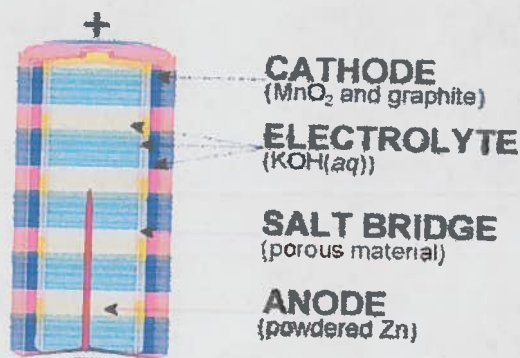 +
CATHODE
(MnO₂ and graphite)
ELECTROLYTE
(KOH(aq))
SALT BRIDGE
(porous material)
ANODE
(powdered Zn)